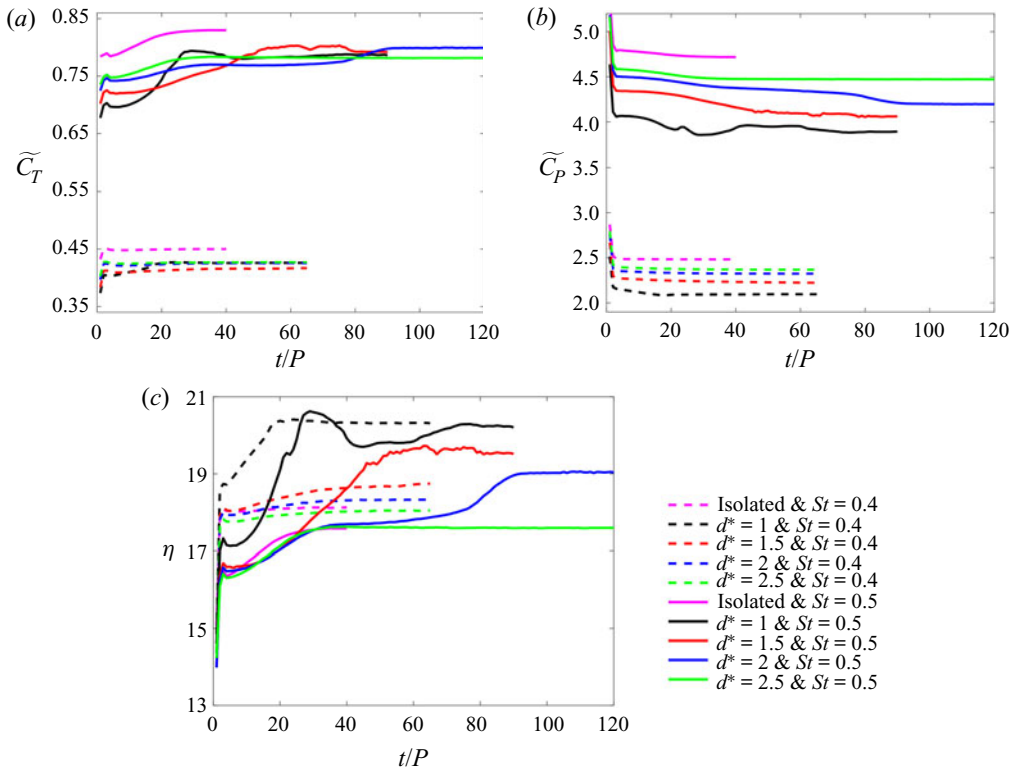 (a)
0.85
0.75
0.65
0.55
0.45
0.35
C̃_T
0 20 40 60 80 100 120
t/P
(b)
5.0
4.5
4.0
3.5
3.0
2.5
2.0
C̃_P
0 20 40 60 80 100 120
t/P
(c)
21
19
17
15
13
η
0 20 40 60 80 100 120
t/P
Isolated & St = 0.4
d* = 1 & St = 0.4
d* = 1.5 & St = 0.4
d* = 2 & St = 0.4
d* = 2.5 & St = 0.4
Isolated & St = 0.5
d* = 1 & St = 0.5
d* = 1.5 & St = 0.5
d* = 2 & St = 0.5
d* = 2.5 & St = 0.5